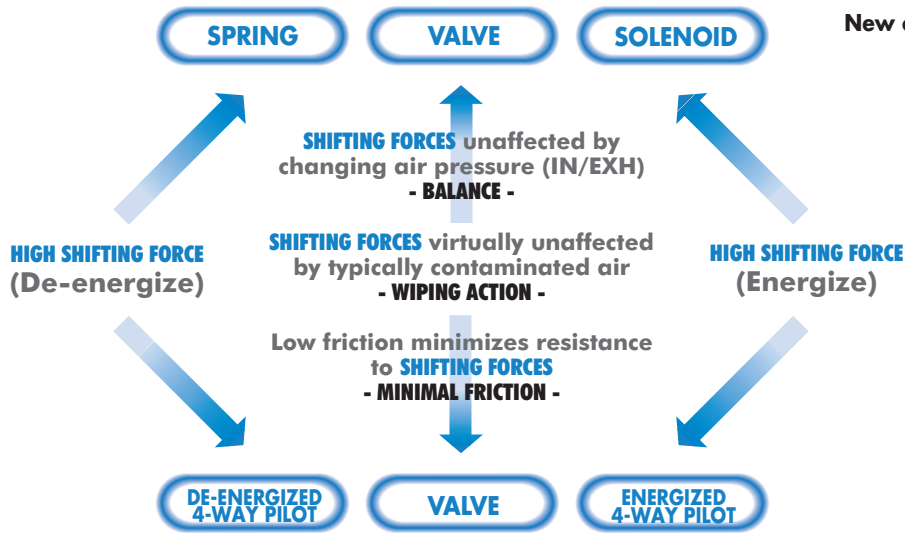 SPRING
VALVE
SOLENOID
New
SHIFTING FORCES unaffected by
changing air pressure (IN/EXH)
- BALANCE -
HIGH SHIFTING FORCE
(De-energize)
SHIFTING FORCES virtually unaffected
by typically contaminated air
- WIPING ACTION -
HIGH SHIFTING FORCE
(Energize)
Low friction minimizes resistance
to SHIFTING FORCES
- MINIMAL FRICTION -
DE-ENERGIZED
4-WAY PILOT
VALVE
ENERGIZED
4-WAY PILOT